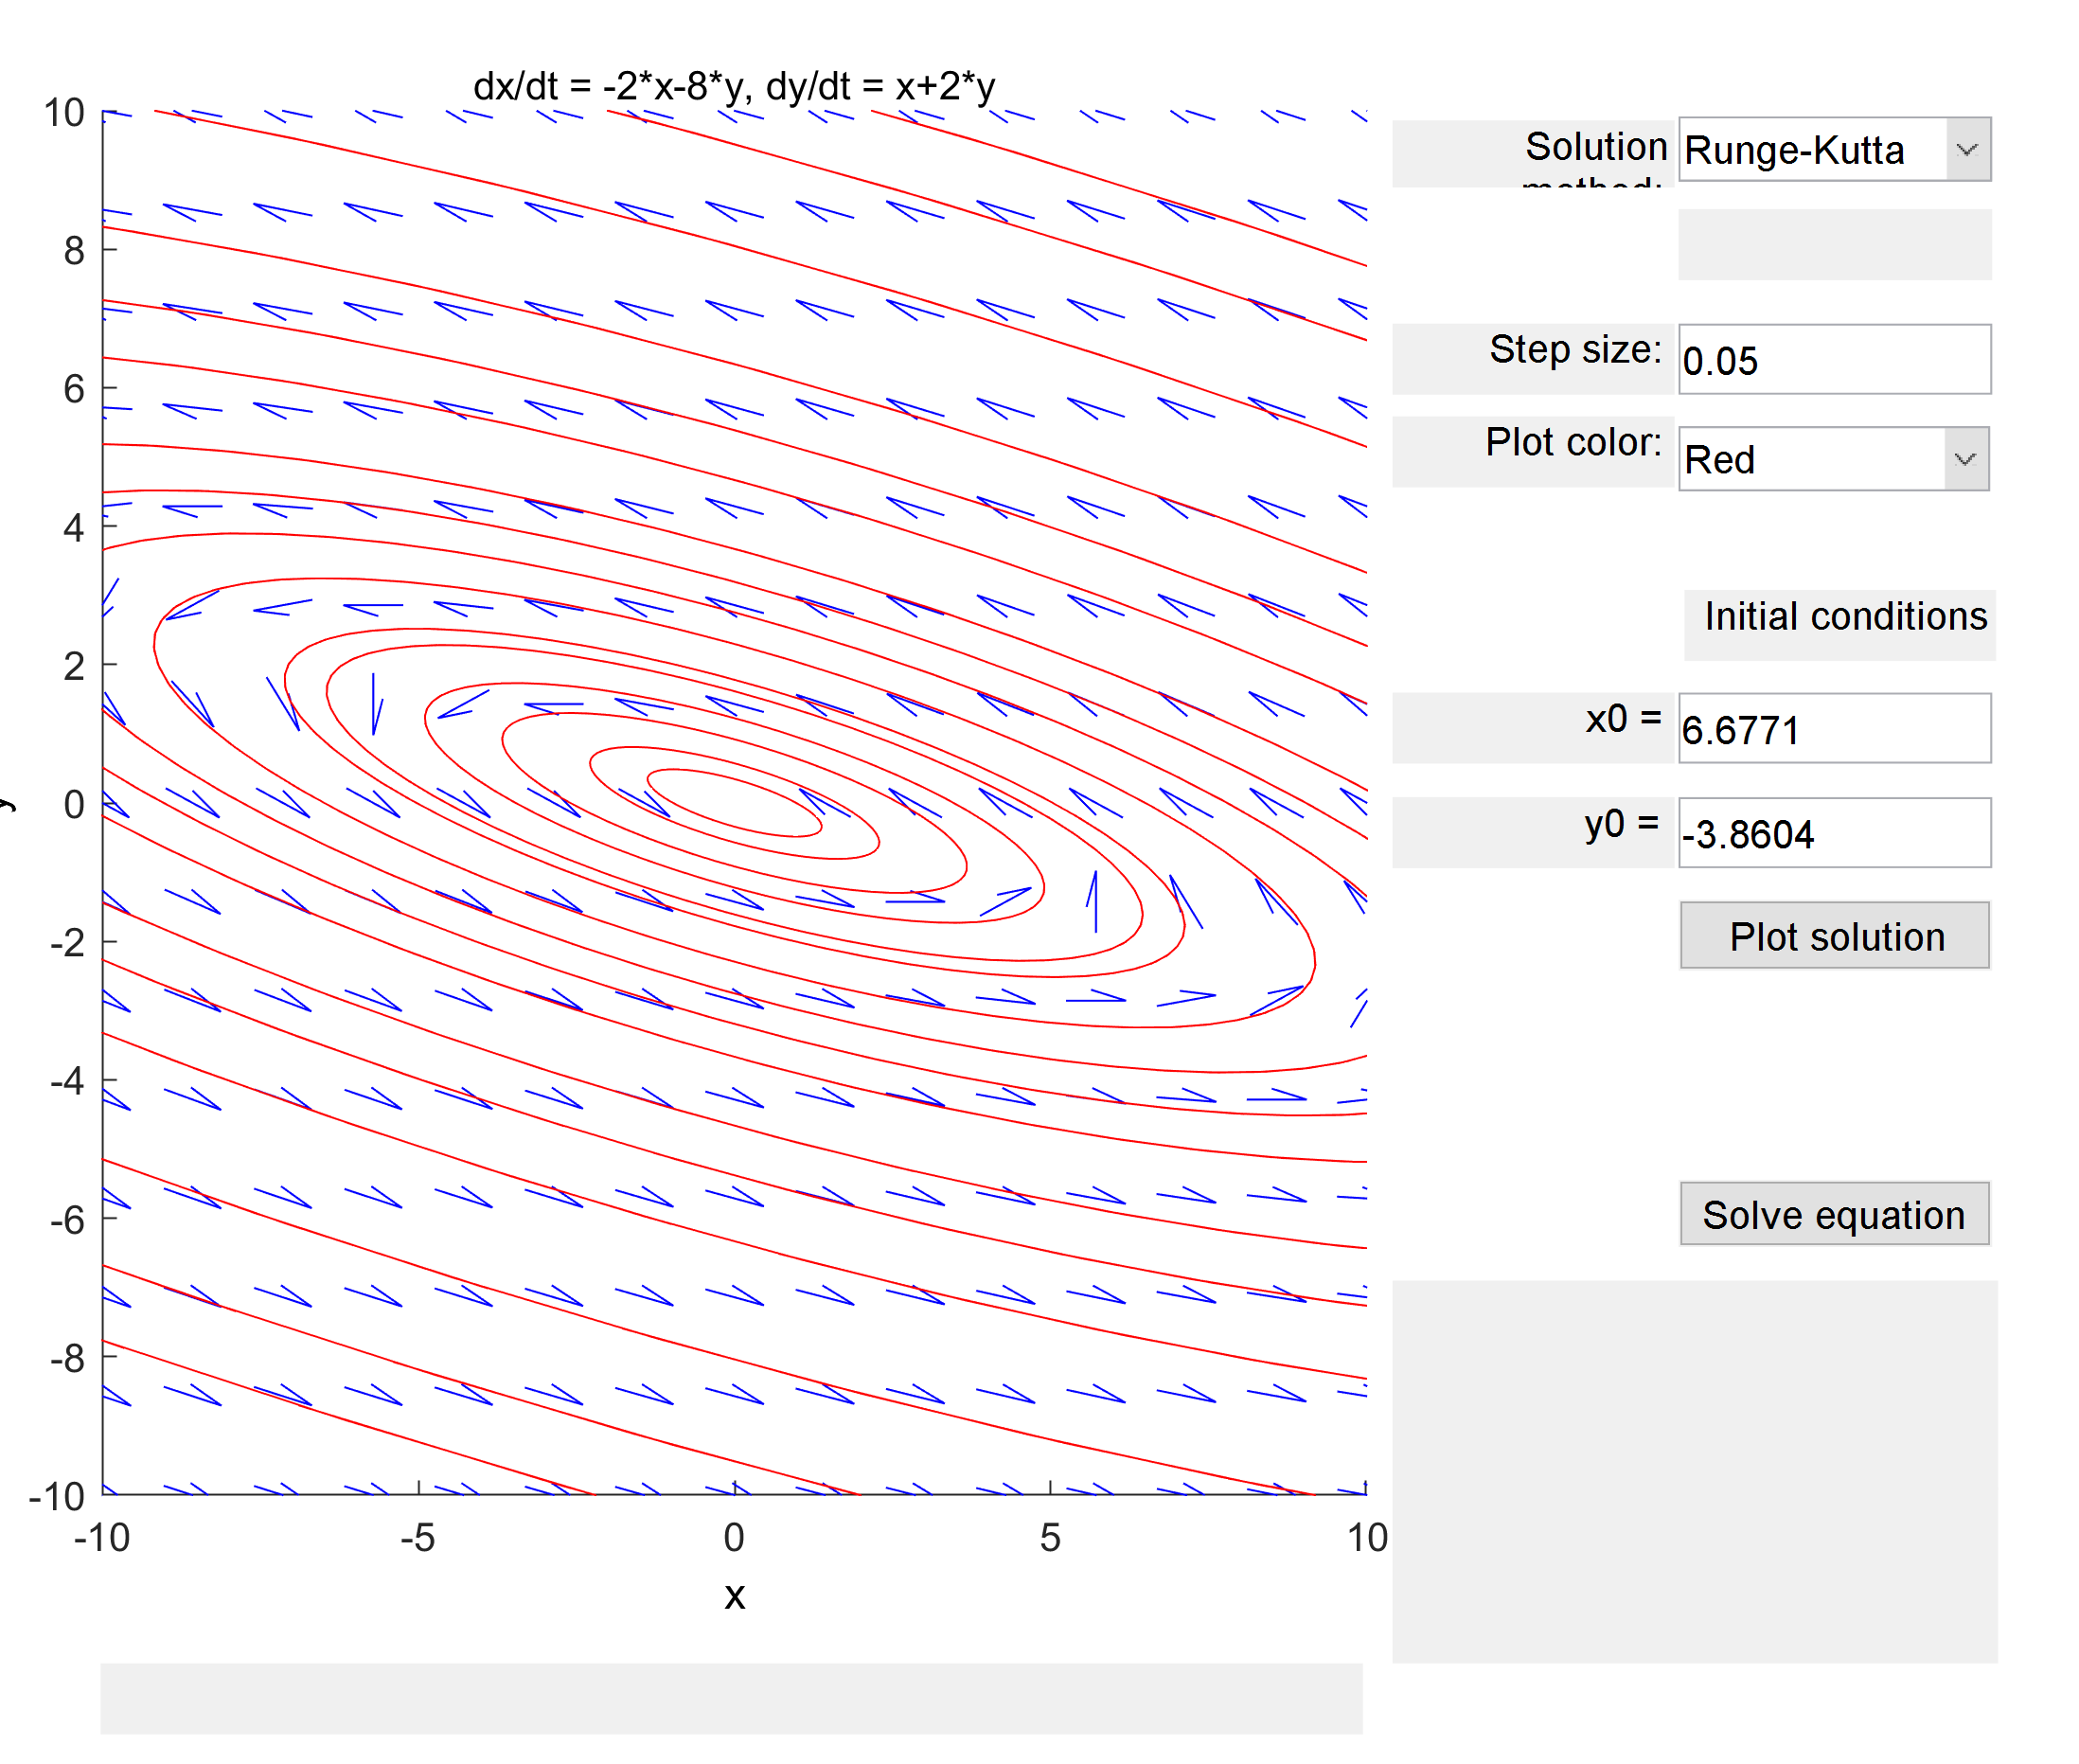 dx/dt = -2*x-8*y, dy/dt = x+2*y
10
8
6
4
2
0
-2
-4
-6
-8
-10
-10
-5
0
5
10
x
y
Solution
method:
Runge-Kutta
Step size:
0.05
Plot color:
Red
Initial conditions
x0 =
6.6771
y0 =
-3.8604
Plot solution
Solve equation